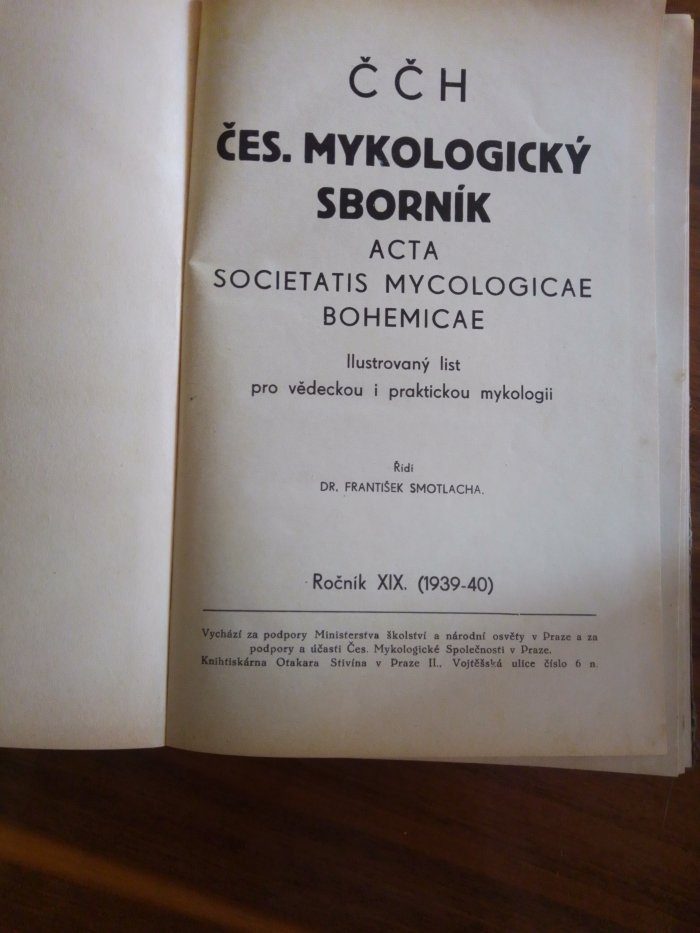 ČČH
ČES. MYKOLOGICKÝ
SBORNÍK
ACTA
SOCIETATIS MYCOLOGICAE
BOHEMICAE
Ilustrovaný list
pro vědeckou i praktickou mykologii
Řídí
DR. FRANTIŠEK SMOTLACHA.
Ročník XIX. (1939-40)
Vychází za podpory Ministerstva školství a národní osvěty v Praze a za
podpory a účasti Čes. Mykologické Společnosti v Praze.
Knihtiskárna Otakara Stivína v Praze II., Vojtěšská ulice číslo 6 n.